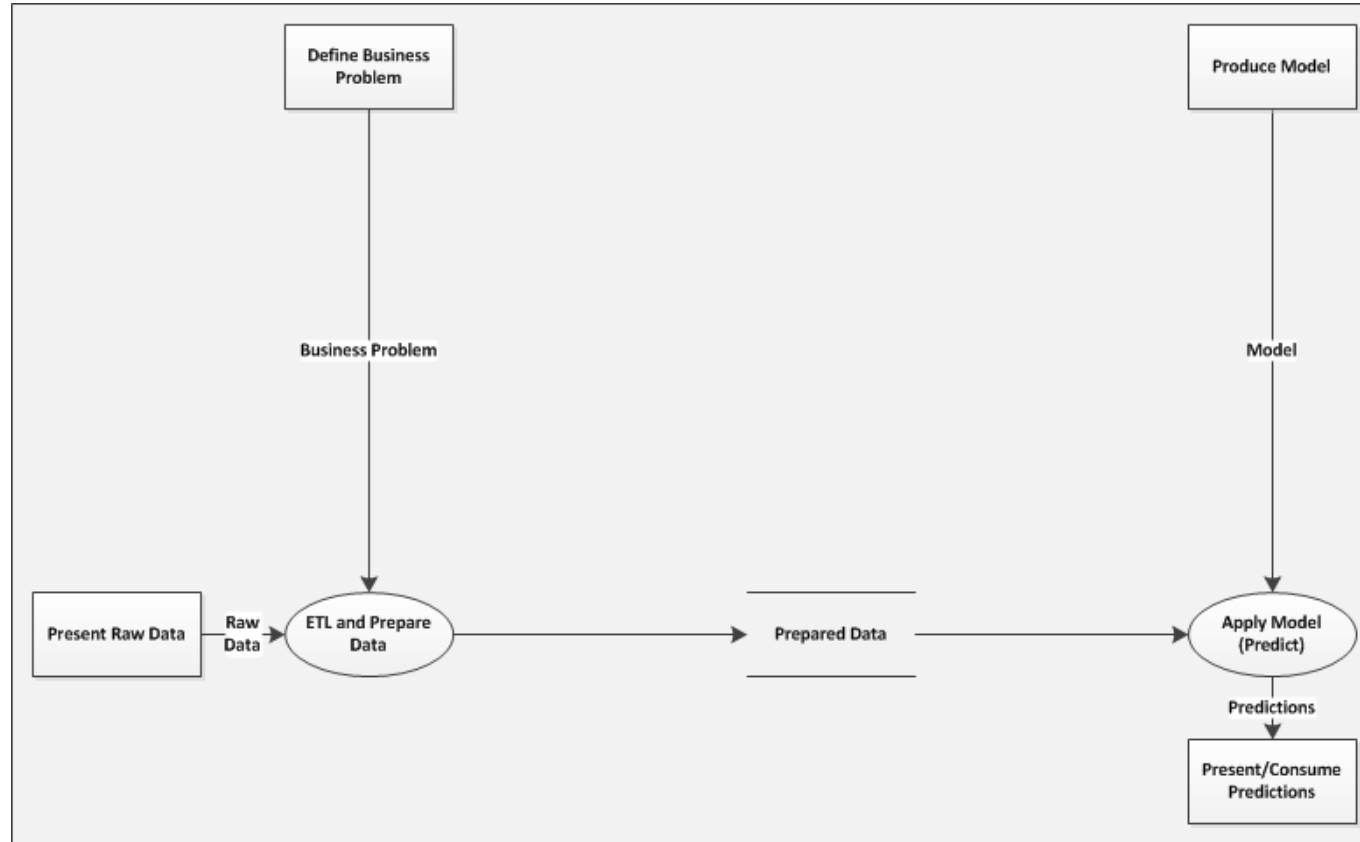 Define Business
Problem
Produce Model
Business Problem
Model
Present Raw Data
Raw
Data
ETL and Prepare
Data
Prepared Data
Apply Model
(Predict)
Predictions
Present/Consume
Predictions